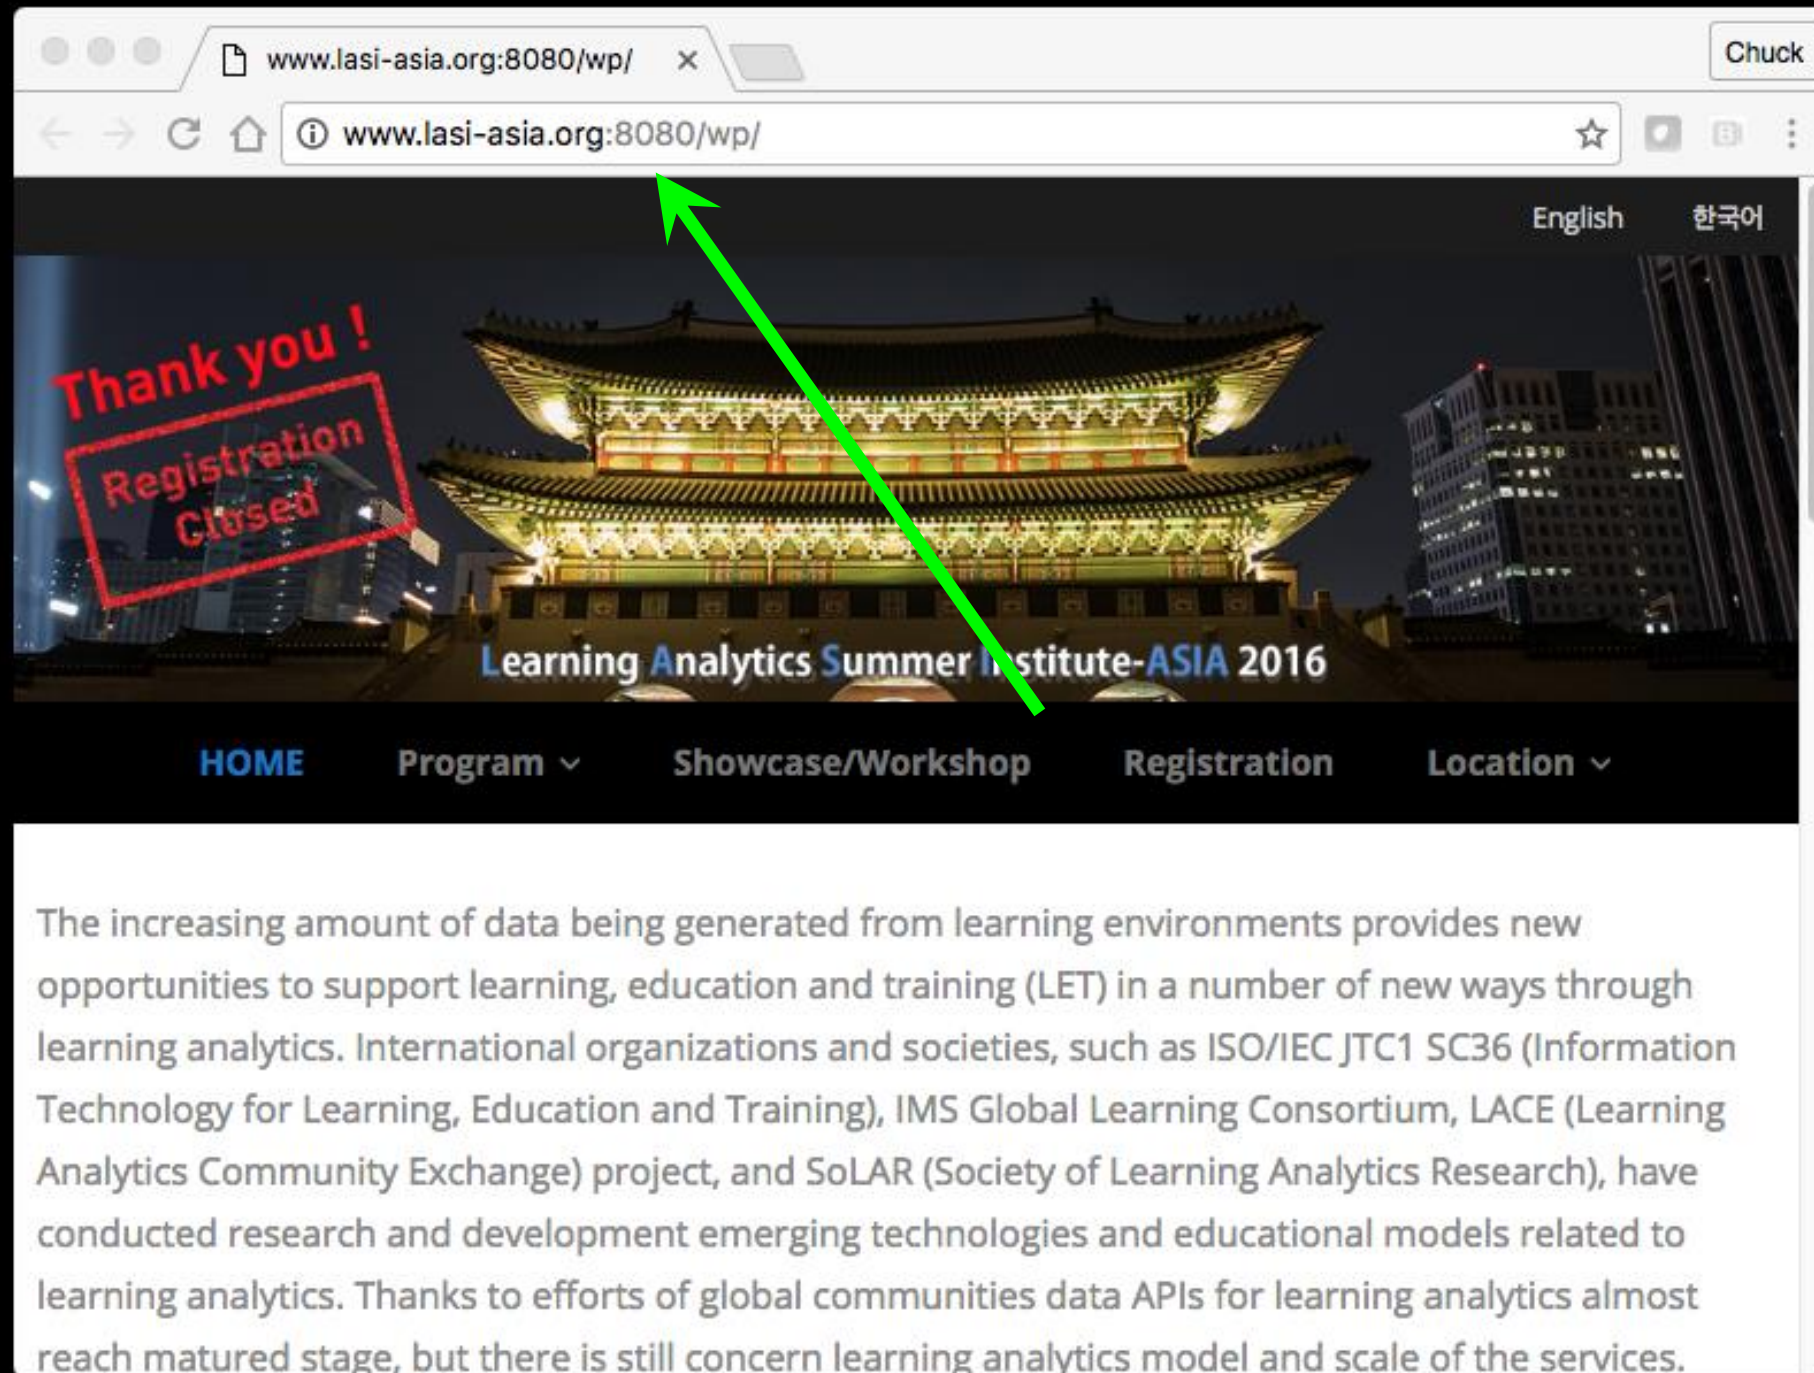 www.lasi-asia.org:8080/wp/
Chuck
www.lasi-asia.org:8080/wp/
English 한국어
Thank you !
Registration
Closed
Learning Analytics Summer Institute-ASIA 2016
HOME Program Showcase/Workshop Registration Location
The increasing amount of data being generated from learning environments provides new
opportunities to support learning, education and training (LET) in a number of new ways through
learning analytics. International organizations and societies, such as ISO/IEC JTC1 SC36 (Information
Technology for Learning, Education and Training), IMS Global Learning Consortium, LACE (Learning
Analytics Community Exchange) project, and SoLAR (Society of Learning Analytics Research), have
conducted research and development emerging technologies and educational models related to
learning analytics. Thanks to efforts of global communities data APIs for learning analytics almost
reach matured stage, but there is still concern learning analytics model and scale of the services.